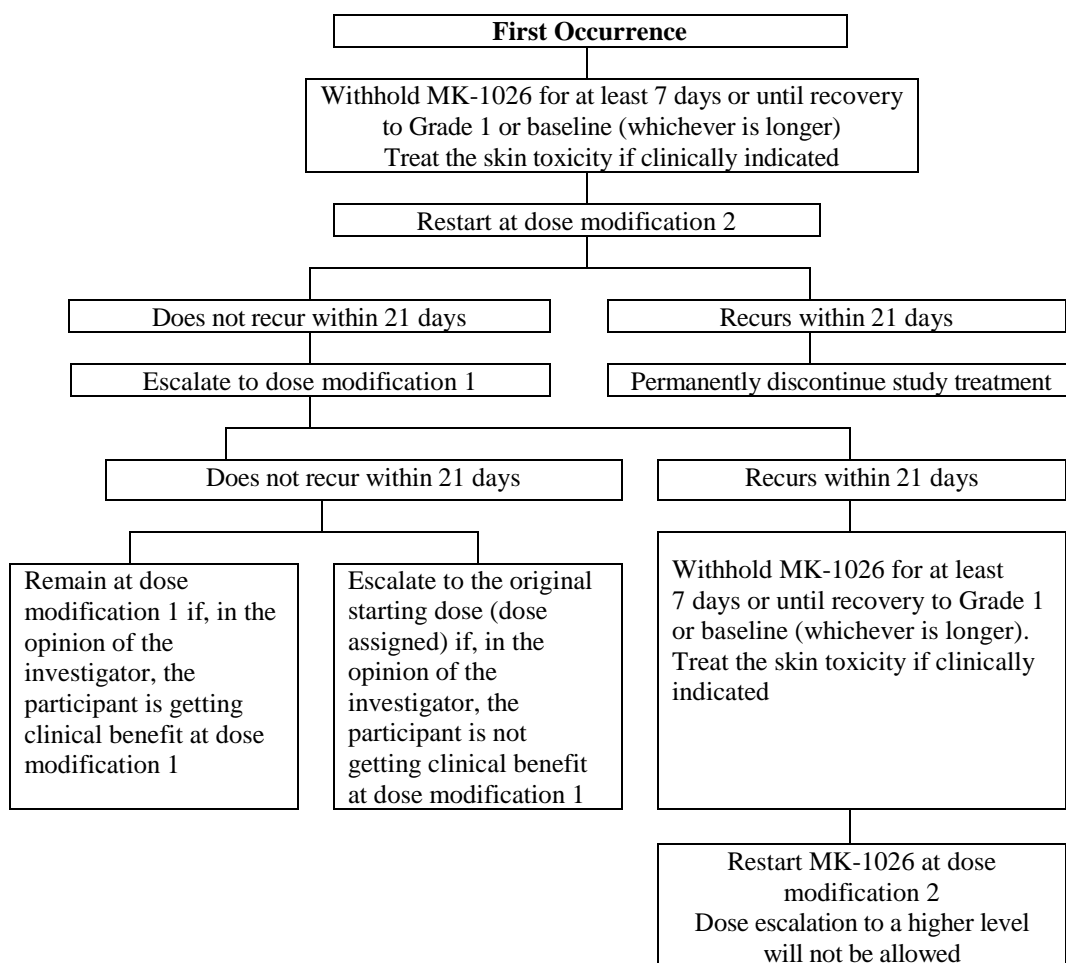 First Occurrence
Withhold MK-1026 for at least 7 days or until recovery
to Grade 1 or baseline (whichever is longer)
Treat the skin toxicity if clinically indicated
Restart at dose modification 2
Does not recur within 21 days
Recurs within 21 days
Escalate to dose modification 1
Permanently discontinue study treatment
Does not recur within 21 days
Recurs within 21 days
Remain at dose
modification 1 if, in the
opinion of the
investigator, the
participant is getting
clinical benefit at dose
modification 1
Escalate to the original
starting dose (dose
assigned) if, in the
opinion of the
investigator, the
participant is not
getting clinical benefit
at dose modification 1
Withhold MK-1026 for at least
7 days or until recovery to Grade 1
or baseline (whichever is longer).
Treat the skin toxicity if clinically
indicated
Restart MK-1026 at dose
modification 2
Dose escalation to a higher level
will not be allowed